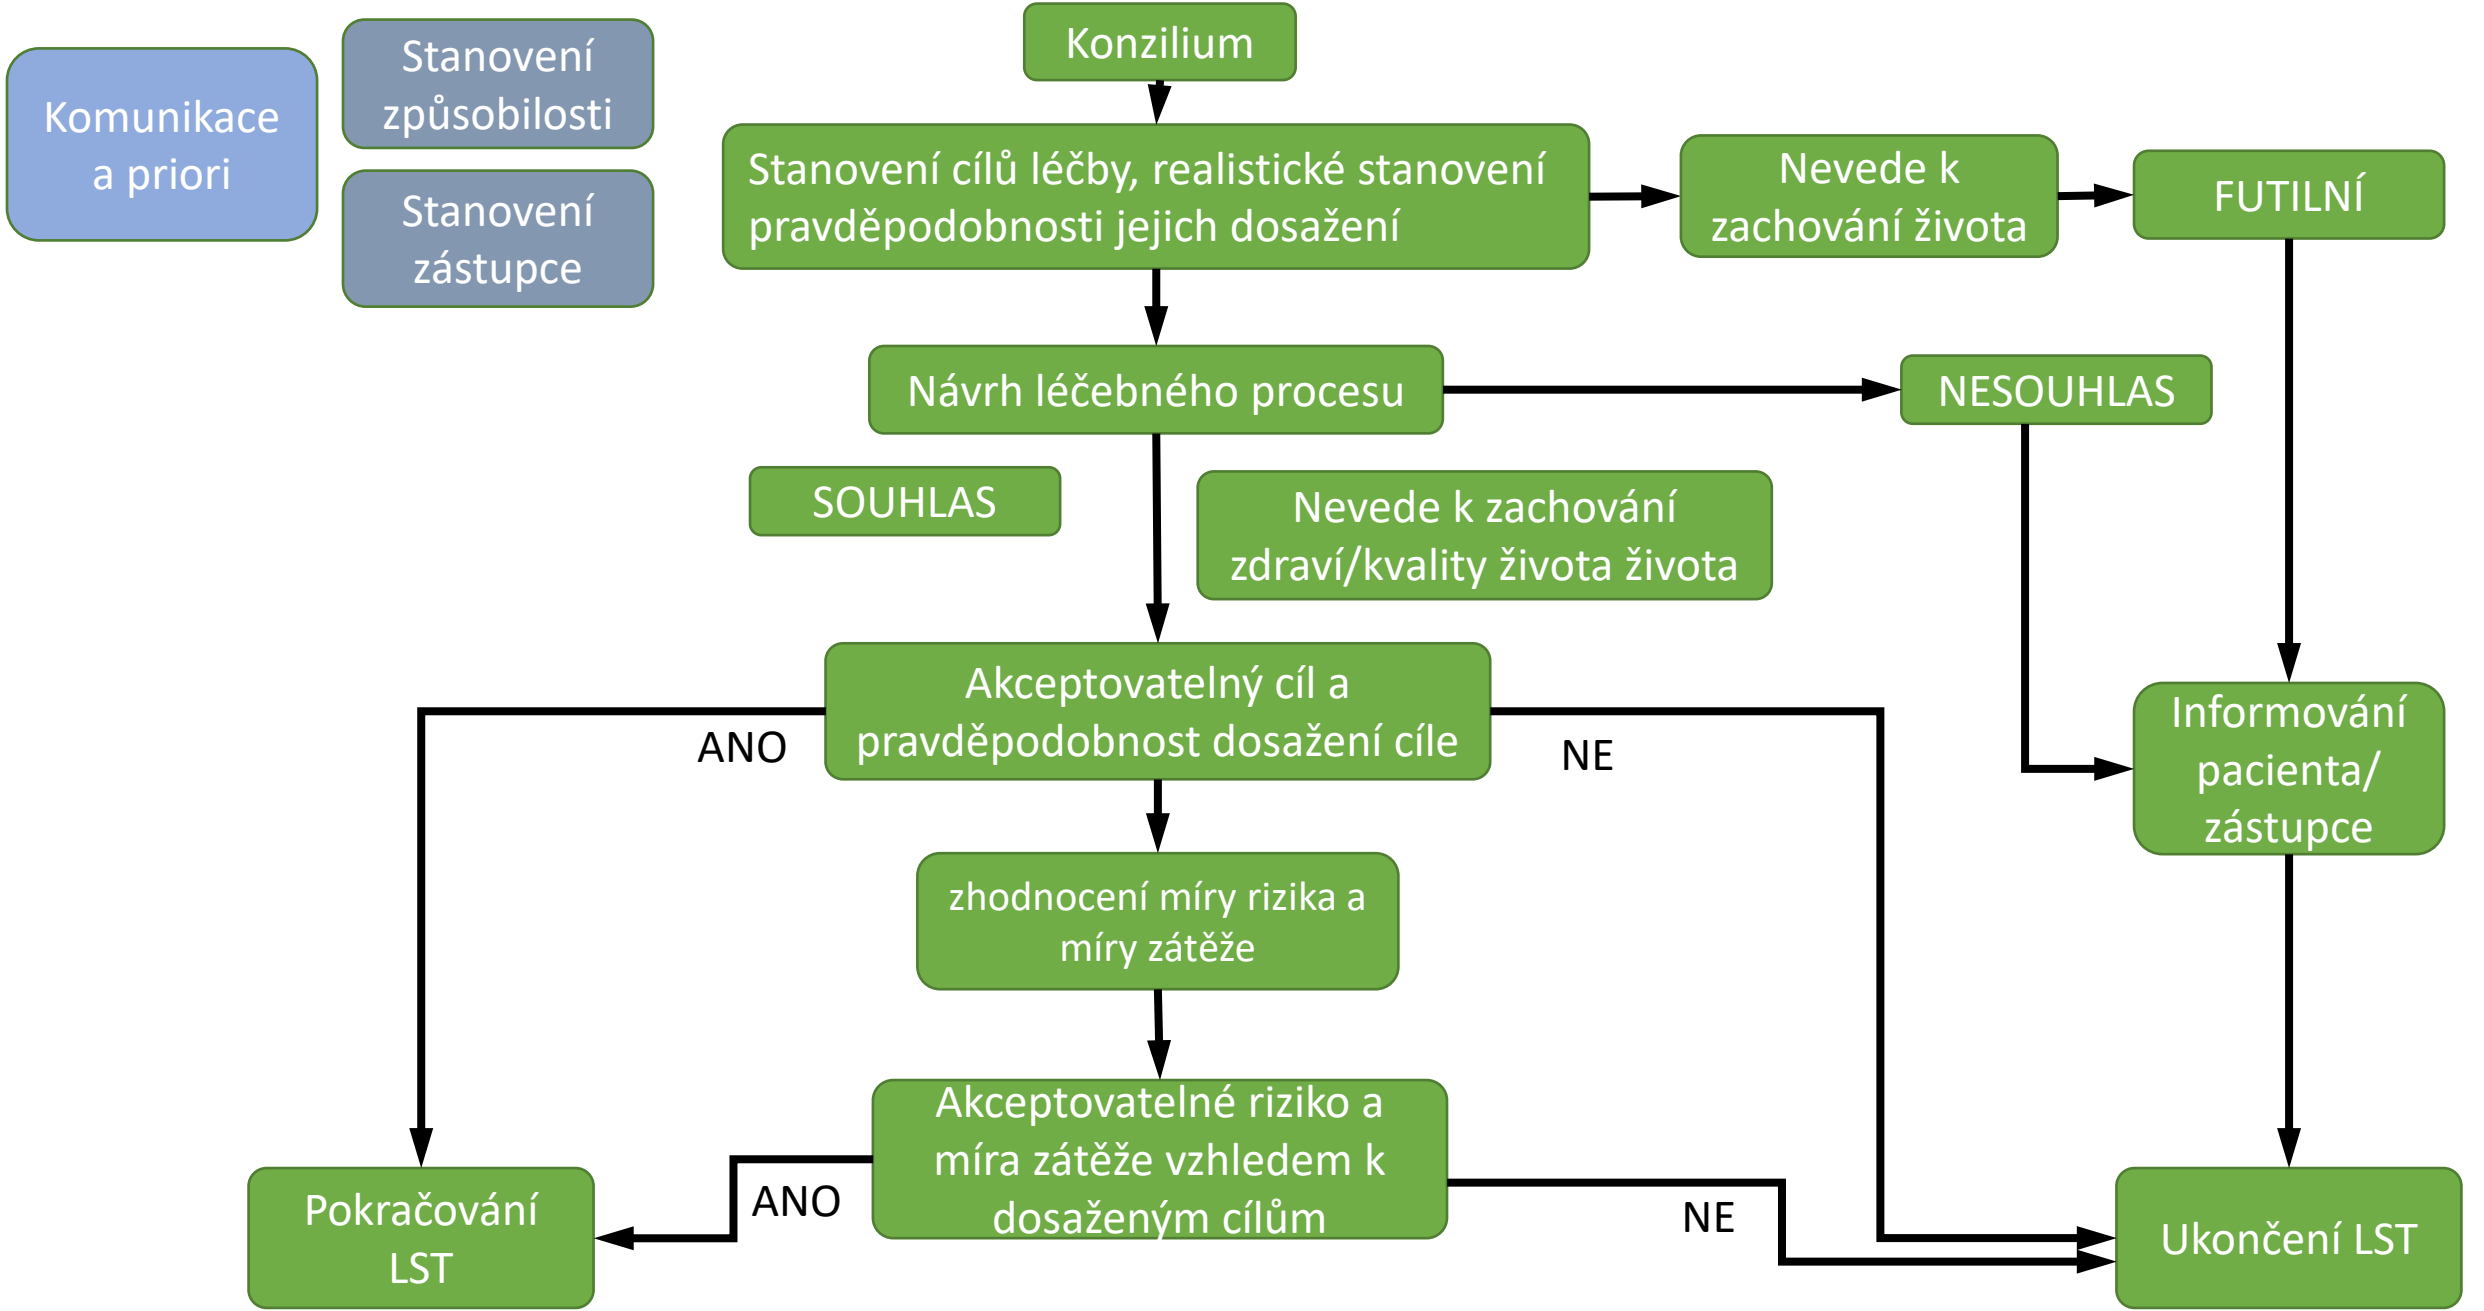 Komunikace
a priori
Stanovení
způsobilosti
Stanovení
zástupce
Konzilium
Stanovení cílů léčby, realistické stanovení
pravděpodobnosti jejich dosažení
Nevede k
zachování života
FUTILNÍ
Návrh léčebného procesu
NESOUHLAS
SOUHLAS
Nevede k zachování
zdraví/kvality života života
Akceptovatelný cíl a
pravděpodobnost dosažení cíle
ANO
NE
Informování
pacienta/
zástupce
zhodnocení míry rizika a
míry zátěže
Akceptovatelné riziko a
míra zátěže vzhledem k
dosaženým cílům
ANO
NE
Pokračování
LST
Ukončení LST